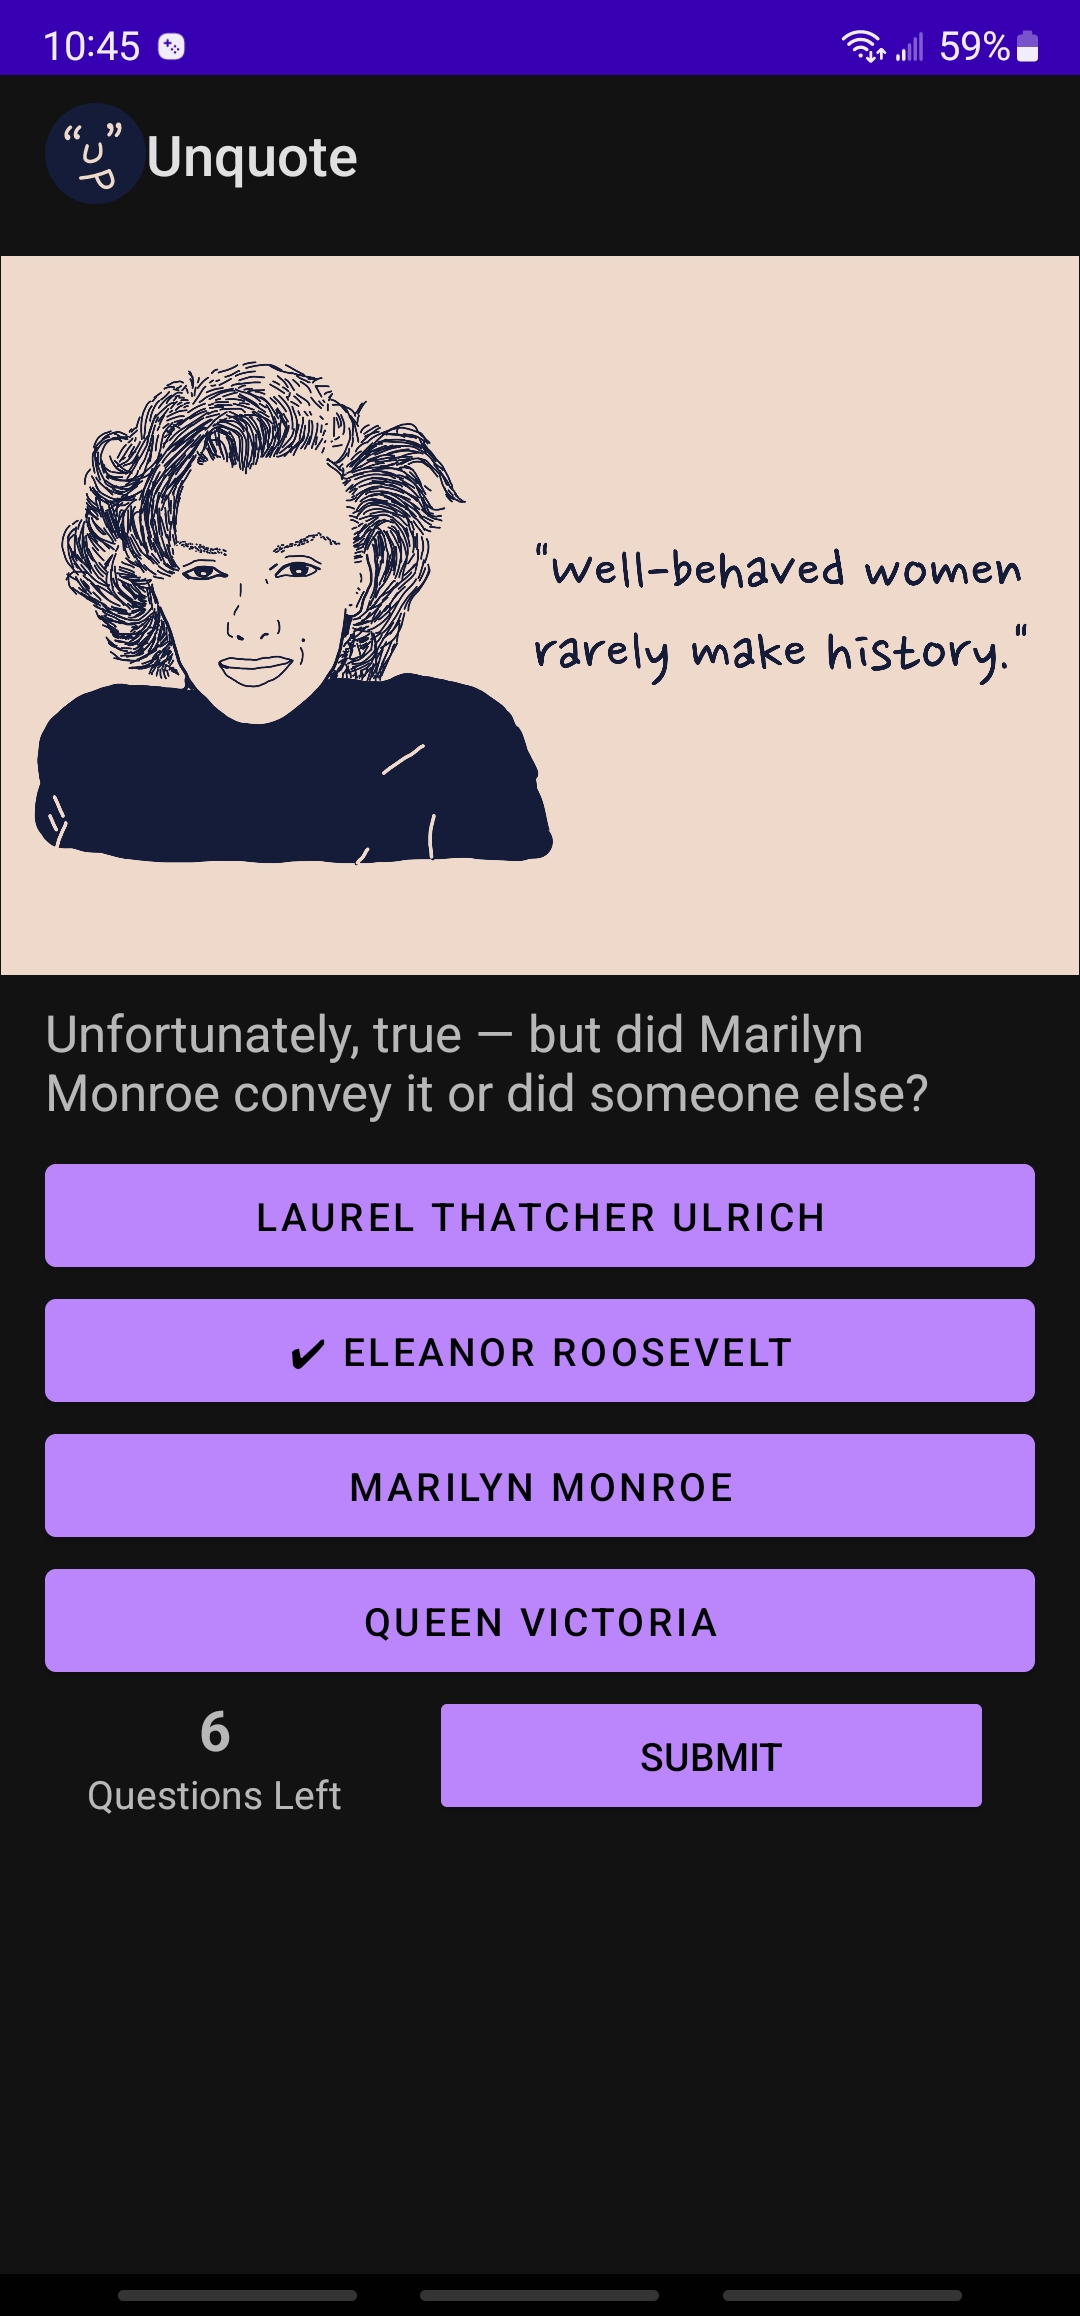 10:45
59%
Unquote
"Well-behaved women
rarely make history."
Unfortunately, true — but did Marilyn
Monroe convey it or did someone else?
LAUREL THATCHER ULRICH
✔ ELEANOR ROOSEVELT
MARILYN MONROE
QUEEN VICTORIA
6
Questions Left
SUBMIT